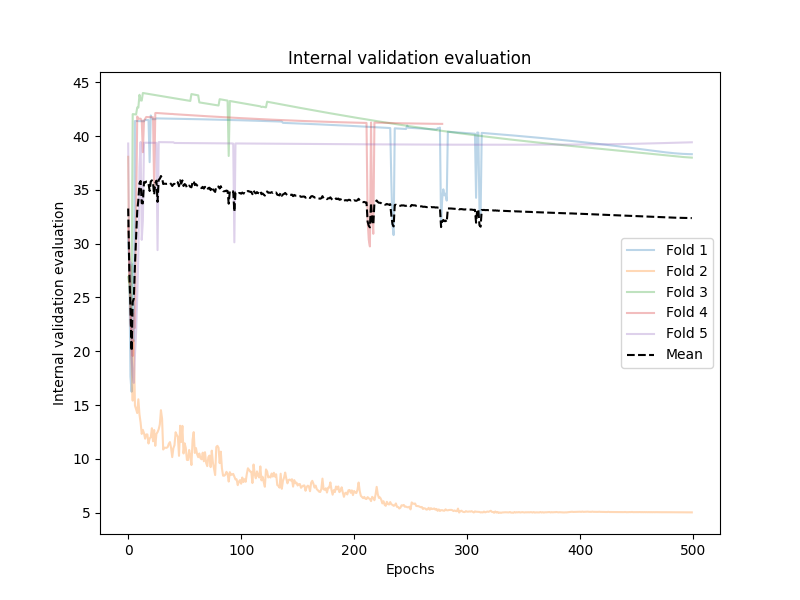 Internal validation evaluation
Internal validation evaluation
45
40
35
30
25
20
15
10
5
0
100
200
300
400
500
Epochs
Fold 1
Fold 2
Fold 3
Fold 4
Fold 5
Mean